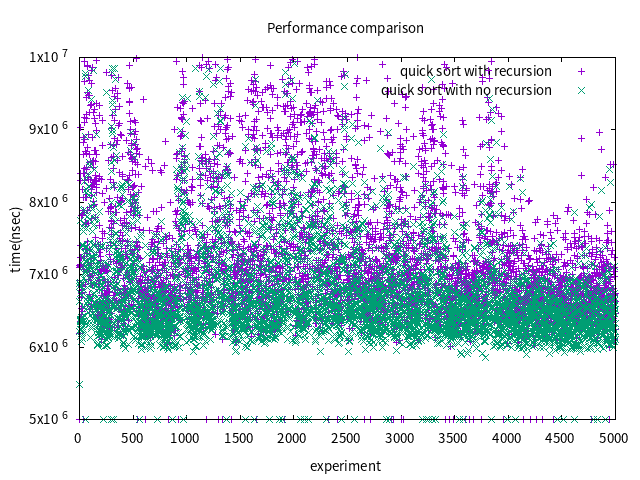 Performance comparison
1x10 7
quick sort with recursion
quick sort with no recursion
9x10 6
8x10 6
7x10 6
6x10 6
5x10 6
time(nsec)
0 500 1000 1500 2000 2500 3000 3500 4000 4500 5000
experiment